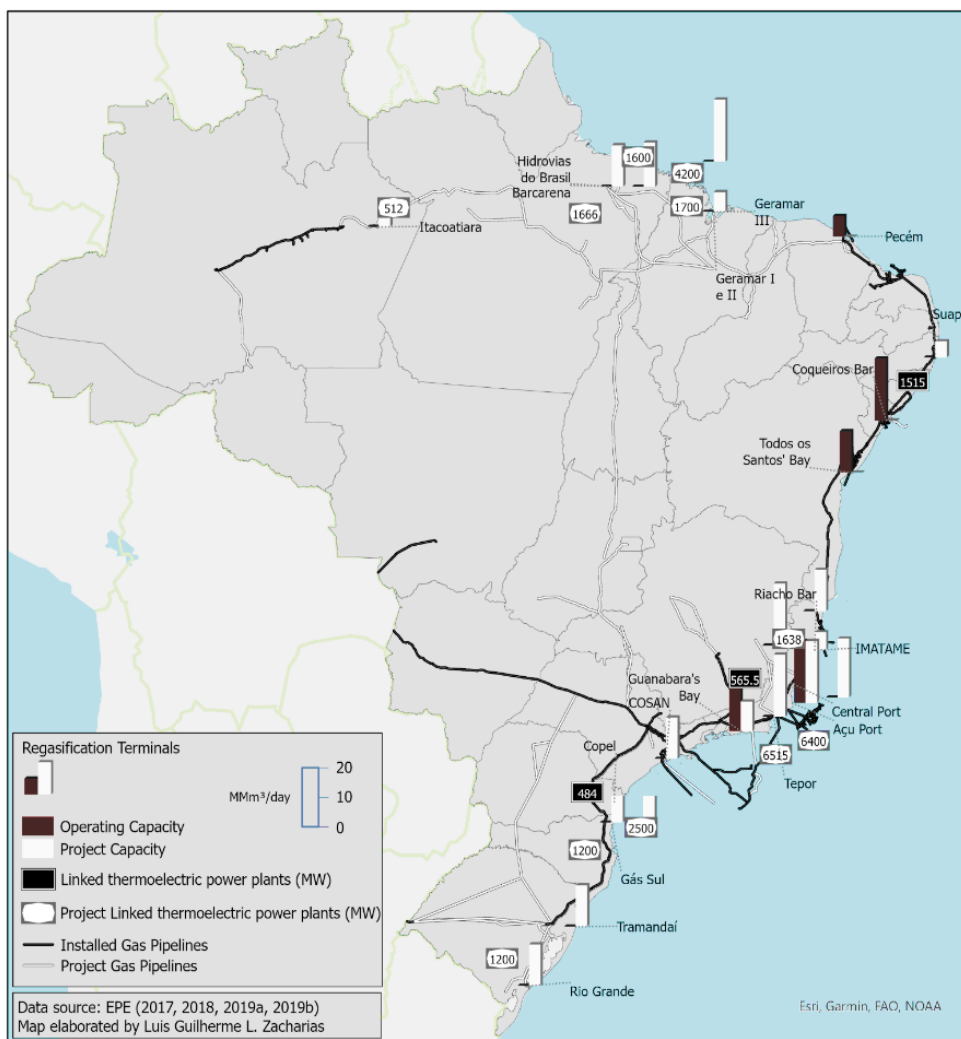 1600
Hidrovias
do Brasil
Barcarena
4200
512
1666
1700
Geramar
III
Itacoatiara
Pecém
Geramar I
e II
Suap
Coqueiros Bar
1515
Todos os
Santos' Bay
Riacho Bar
1638
IMATAME
Guanabara's
Bay
565.5
COSAN
Central Port
Açu Port
Copel
6515
6400
Tepor
484
2500
1200
Gás Sul
Tramandaí
1200
Rio Grande
Regasification Terminals
20
MMm³/day
10
0
Operating Capacity
Project Capacity
Linked thermoelectric power plants (MW)
Project Linked thermoelectric power plants (MW)
Installed Gas Pipelines
Project Gas Pipelines
Data source: EPE (2017, 2018, 2019a, 2019b)
Map elaborated by Luis Guilherme L. Zacharias
Esri, Garmin, FAO, NOAA